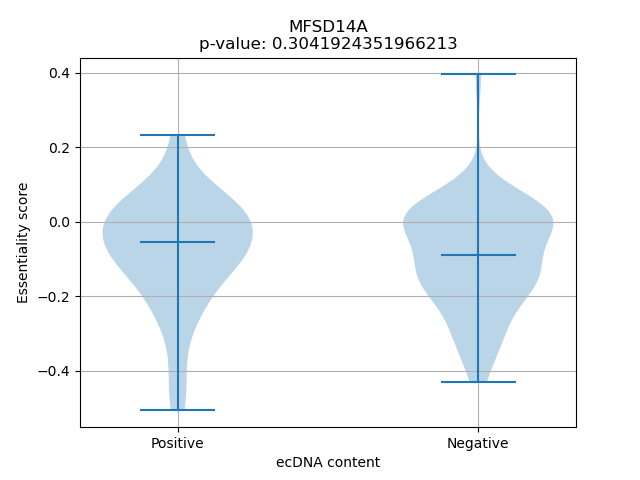 MFSD14A
p-value: 0.3041924351966213
0.4
0.2
0.0
−0.2
−0.4
Essentiality score
Positive
Negative
ecDNA content